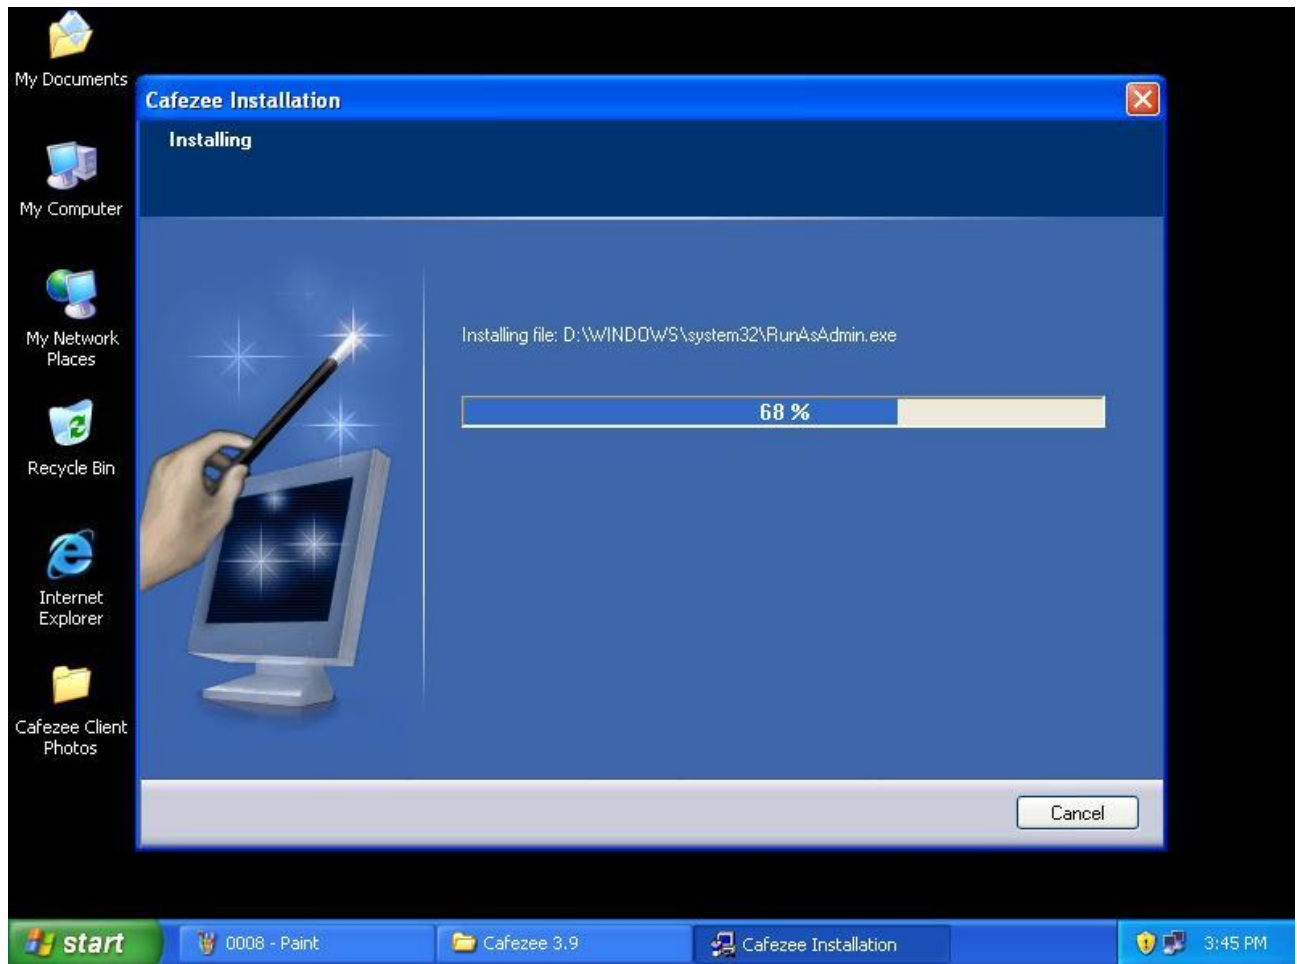 My Documents
My Computer
My Network
Places
Recycle Bin
Internet
Explorer
Cafezee Client
Photos
Cafezee Installation
Installing
Installing file: D:\WINDOWS\system32\RunAsAdmin.exe
68 %
Cancel
start
0008 - Paint
Cafezee 3.9
Cafezee Installation
3:45 PM